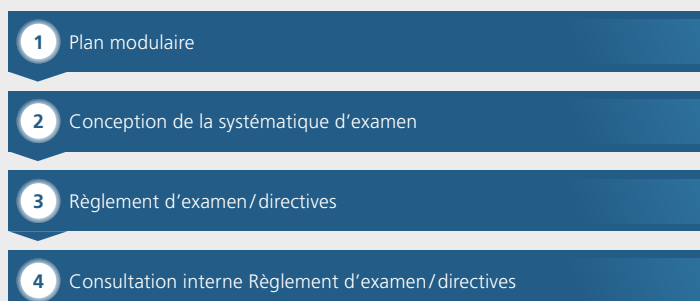 1 Plan modulaire
2 Conception de la systématique d’examen
3 Règlement d’examen/directives
4 Consultation interne Règlement d’examen/directives